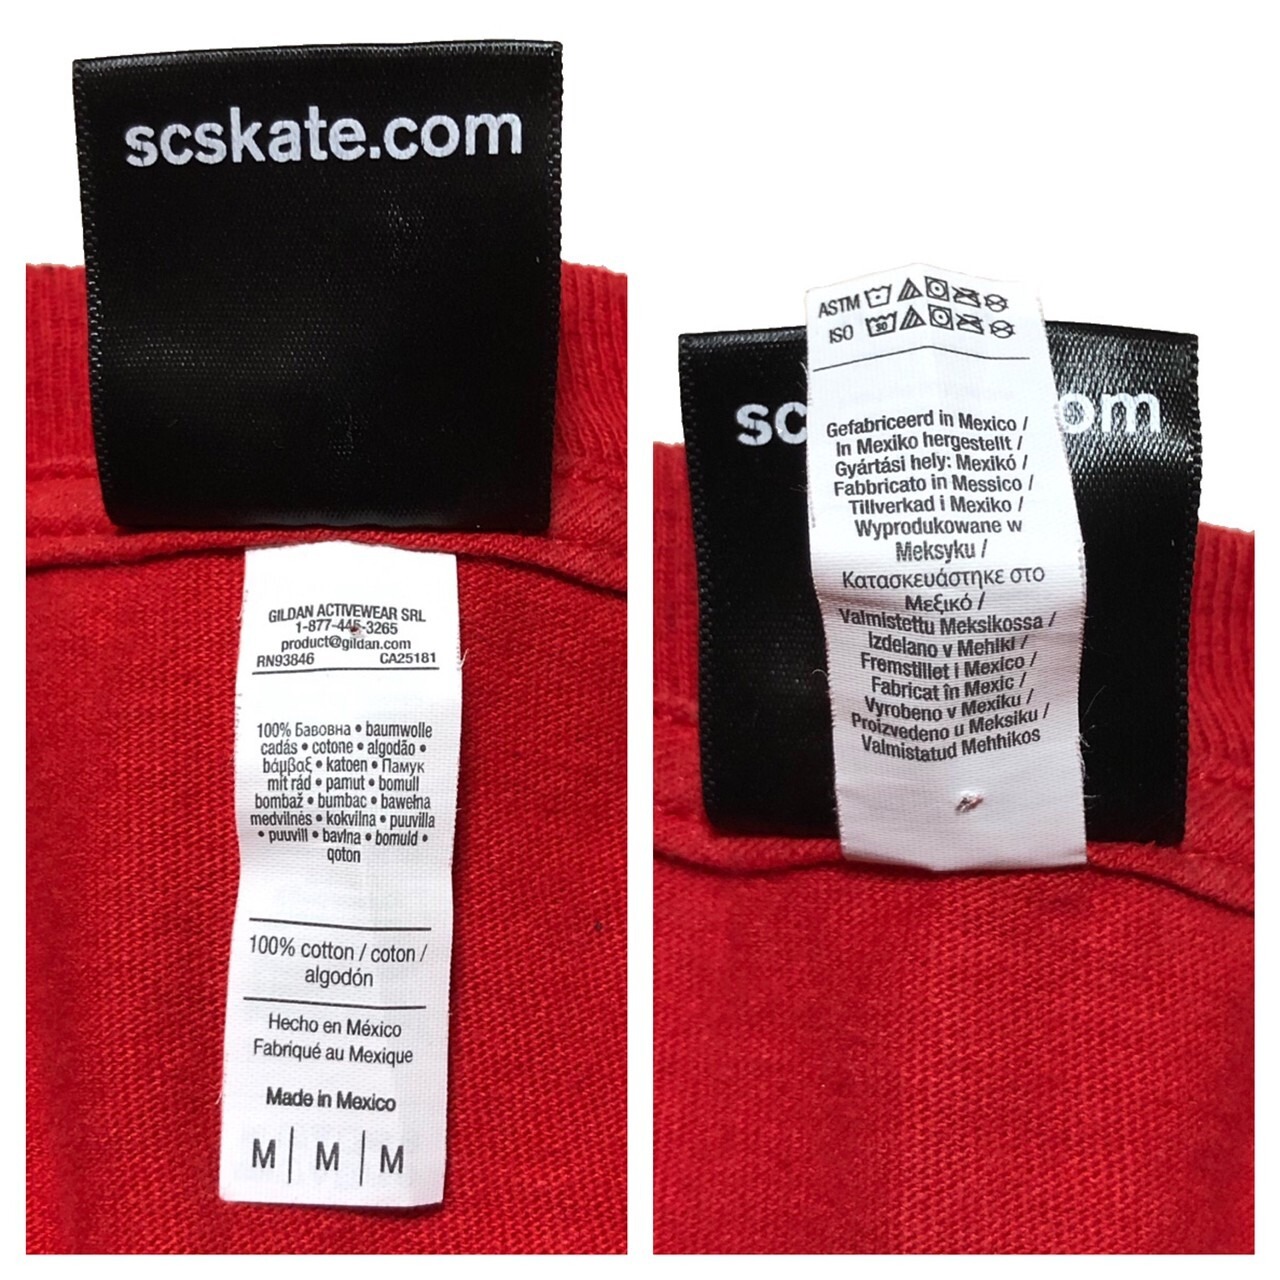 scskate.com
GILDAN ACTIVEWEAR SRL
1-877-445-3265
product@gildan.com
RN93846 CA25181
100% Бавовна • baumwolle
cadás • cotone • algodão •
βάμβαξ • katoen • Памук
mit rád • pamut • bomull
bombaž • bumbac • bawełna
medvilnės • kokvilna • puuvilla
• puuvill • bavlna • bomuld •
qoton
100% cotton / coton /
algodón
Hecho en México
Fabriqué au Mexique
Made in Mexico
M | M | M
ASTM
ISO 30
sc om
Gefabriceerd in Mexico /
In Mexiko hergestellt /
Gyártási hely: Mexikó /
Fabbricato in Messico /
Tillverkad i Mexiko /
Wyprodukowane w
Meksyku /
Κατασκευάστηκε στο
Μεξικό /
Valmistettu Meksikossa /
Izdelano v Mehiki /
Fremstillet i Mexico /
Fabricat în Mexic /
Vyrobeno v Mexiku /
Proizvedeno u Meksiku /
Valmistatud Mehhikos